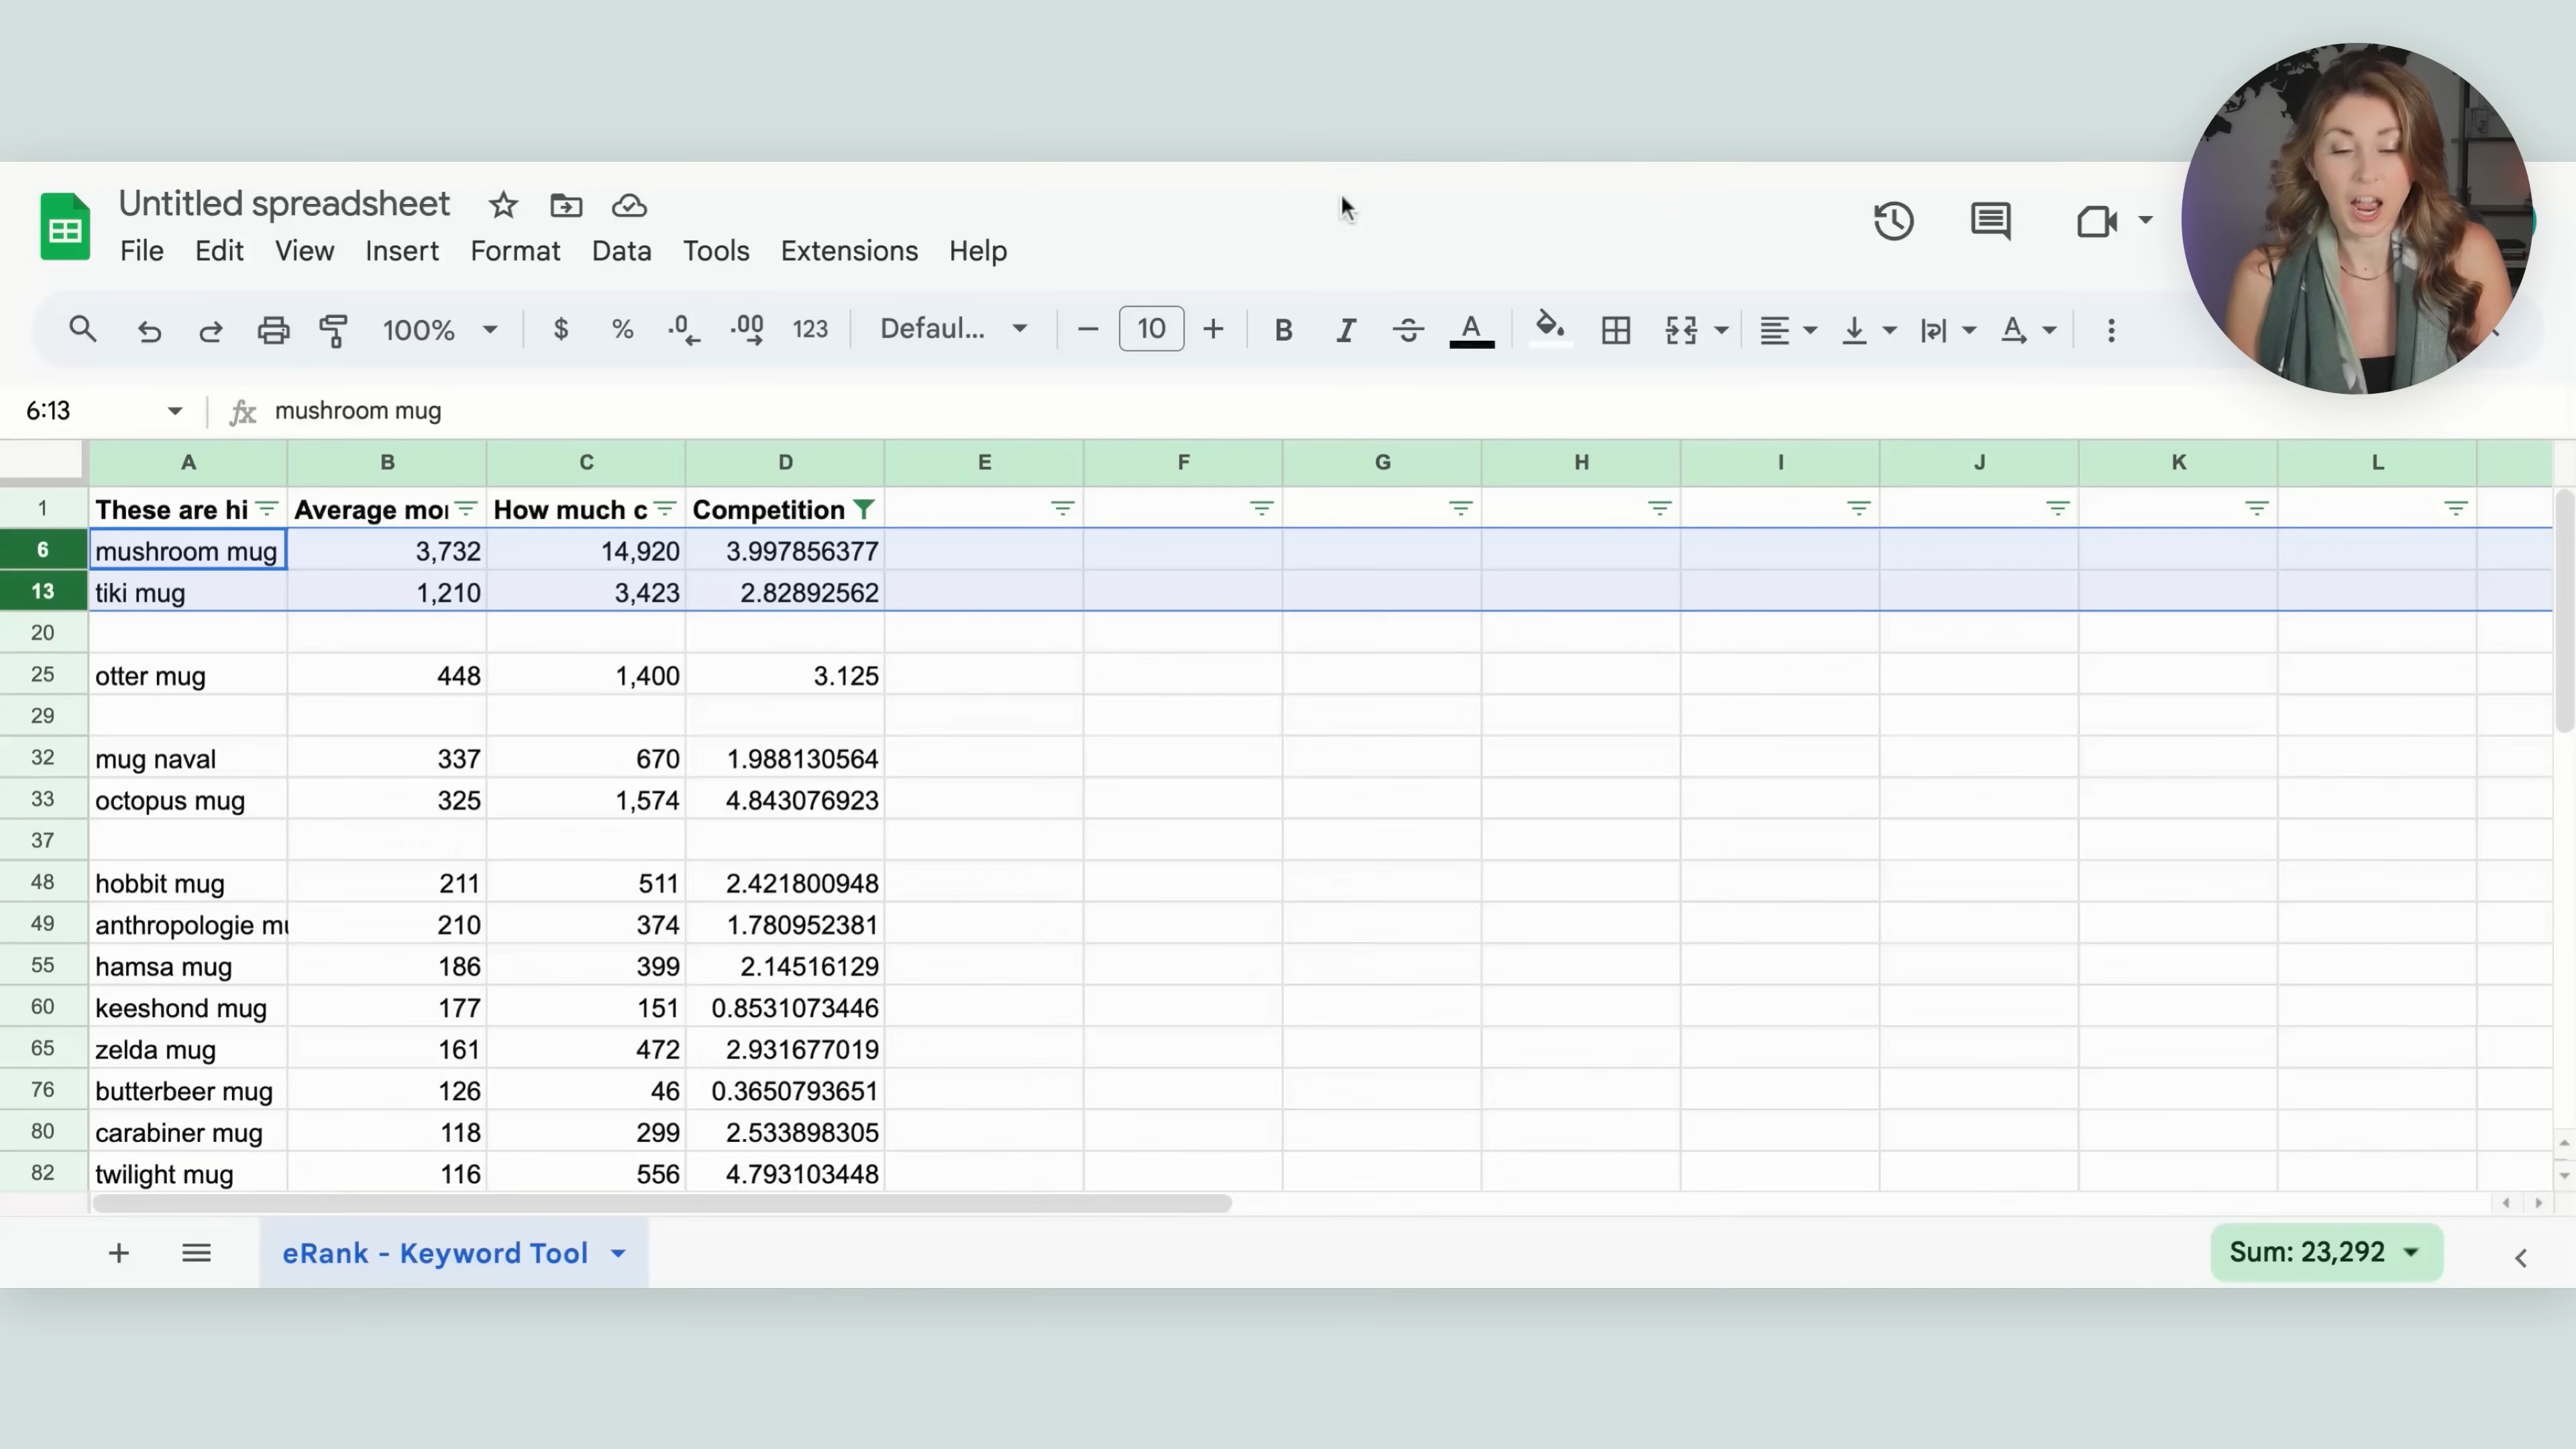 Untitled spreadsheet
File Edit View Insert Format Data Tools Extensions Help
100% $ % .0 .00 123 Defaul... 10 B I A A
6:13 fx mushroom mug
A B C D E F G H I J K L
1 These are hi Average mo How much c Competition
6 mushroom mug 3,732 14,920 3.997856377
13 tiki mug 1,210 3,423 2.82892562
20
25 otter mug 448 1,400 3.125
29
32 mug naval 337 670 1.988130564
33 octopus mug 325 1,574 4.843076923
37
48 hobbit mug 211 511 2.421800948
49 anthropologie mu 210 374 1.780952381
55 hamsa mug 186 399 2.14516129
60 keeshond mug 177 151 0.8531073446
65 zelda mug 161 472 2.931677019
76 butterbeer mug 126 46 0.3650793651
80 carabiner mug 118 299 2.533898305
82 twilight mug 116 556 4.793103448
eRank - Keyword Tool Sum: 23,292